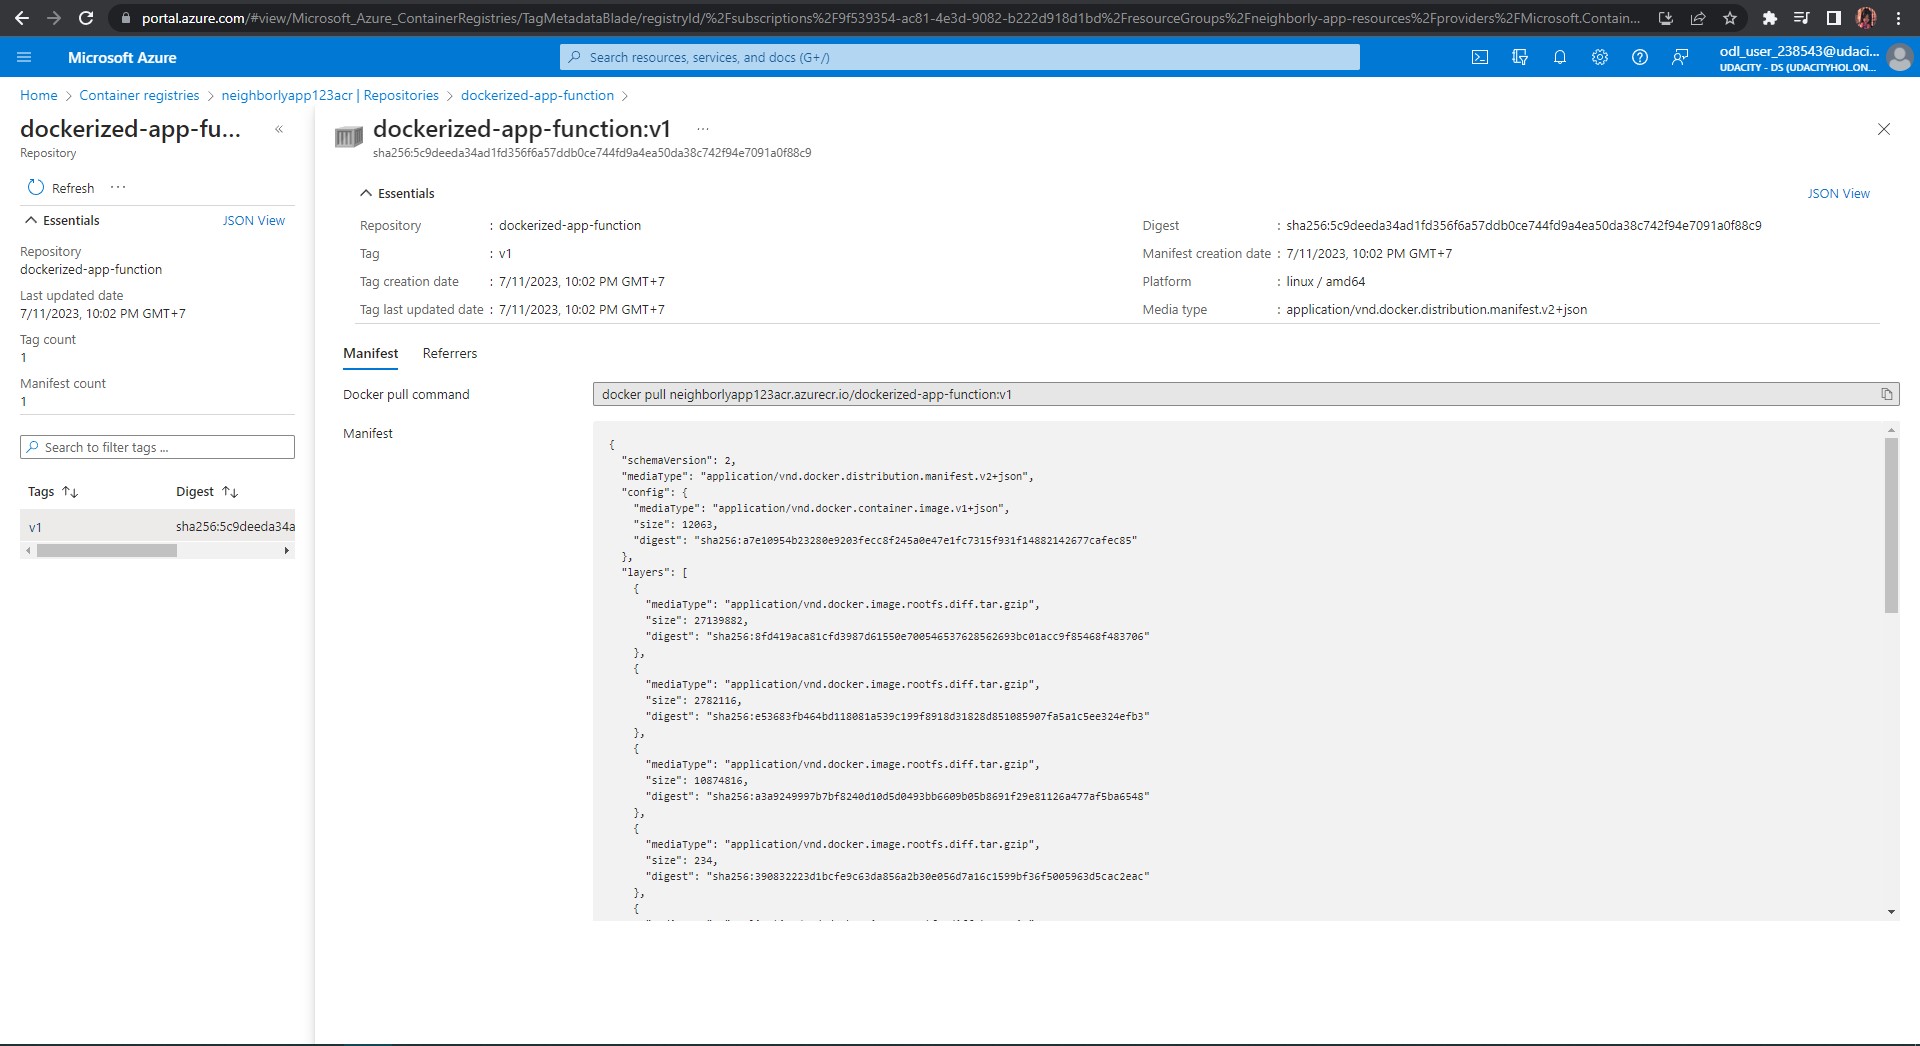 portal.azure.com/#view/Microsoft_Azure_ContainerRegistries/TagMetadataBlade/registryId/%2Fsubscriptions%2F9f539354-ac81-4e3d-9082-b222d918d1bd%2FresourceGroups%2Fneighborly-app-resources%2Fproviders%2FMicrosoft.Contain...
Microsoft Azure
Search resources, services, and docs (G+/)
odl_user_238543@udaci...
UDACITY - DS (UDACITYHOL.ON...
Home > Container registries > neighborlyapp123acr | Repositories > dockerized-app-function >
dockerized-app-fu...
«
Repository
Refresh ...
Essentials
JSON View
Repository
dockerized-app-function
Last updated date
7/11/2023, 10:02 PM GMT+7
Tag count
1
Manifest count
1
Search to filter tags ...
Tags ↑↓ Digest ↑↓
v1 sha256:5c9deeda34a
dockerized-app-function:v1 ...
sha256:5c9deeda34ad1fd356f6a57ddb0ce744fd9a4ea50da38c742f94e7091a0f88c9
Essentials
JSON View
Repository : dockerized-app-function
Tag : v1
Tag creation date : 7/11/2023, 10:02 PM GMT+7
Tag last updated date : 7/11/2023, 10:02 PM GMT+7
Digest : sha256:5c9deeda34ad1fd356f6a57ddb0ce744fd9a4ea50da38c742f94e7091a0f88c9
Manifest creation date : 7/11/2023, 10:02 PM GMT+7
Platform : linux / amd64
Media type : application/vnd.docker.distribution.manifest.v2+json
Manifest Referrers
Docker pull command
docker pull neighborlyapp123acr.azurecr.io/dockerized-app-function:v1
Manifest
{
"schemaVersion": 2,
"mediaType": "application/vnd.docker.distribution.manifest.v2+json",
"config": {
"mediaType": "application/vnd.docker.container.image.v1+json",
"size": 12063,
"digest": "sha256:a7e10954b23280e9203fecc8f245a0e47e1fc7315f931f14882142677cafec85"
},
"layers": [
{
"mediaType": "application/vnd.docker.image.rootfs.diff.tar.gzip",
"size": 27139882,
"digest": "sha256:8fd419aca81cfd3987d61550e700546537628562693bc01acc9f85468f483706"
},
{
"mediaType": "application/vnd.docker.image.rootfs.diff.tar.gzip",
"size": 2782116,
"digest": "sha256:e53683fb464bd118081a539c199f8918d31828d851085907fa5a1c5ee324efb3"
},
{
"mediaType": "application/vnd.docker.image.rootfs.diff.tar.gzip",
"size": 10874816,
"digest": "sha256:a3a9249997b7bf8240d10d5d0493bb6609b05b8691f29e81126a477af5ba6548"
},
{
"mediaType": "application/vnd.docker.image.rootfs.diff.tar.gzip",
"size": 234,
"digest": "sha256:390832223d1bcfe9c63da856a2b30e056d7a16c1599bf36f5005963d5cac2eac"
},
{